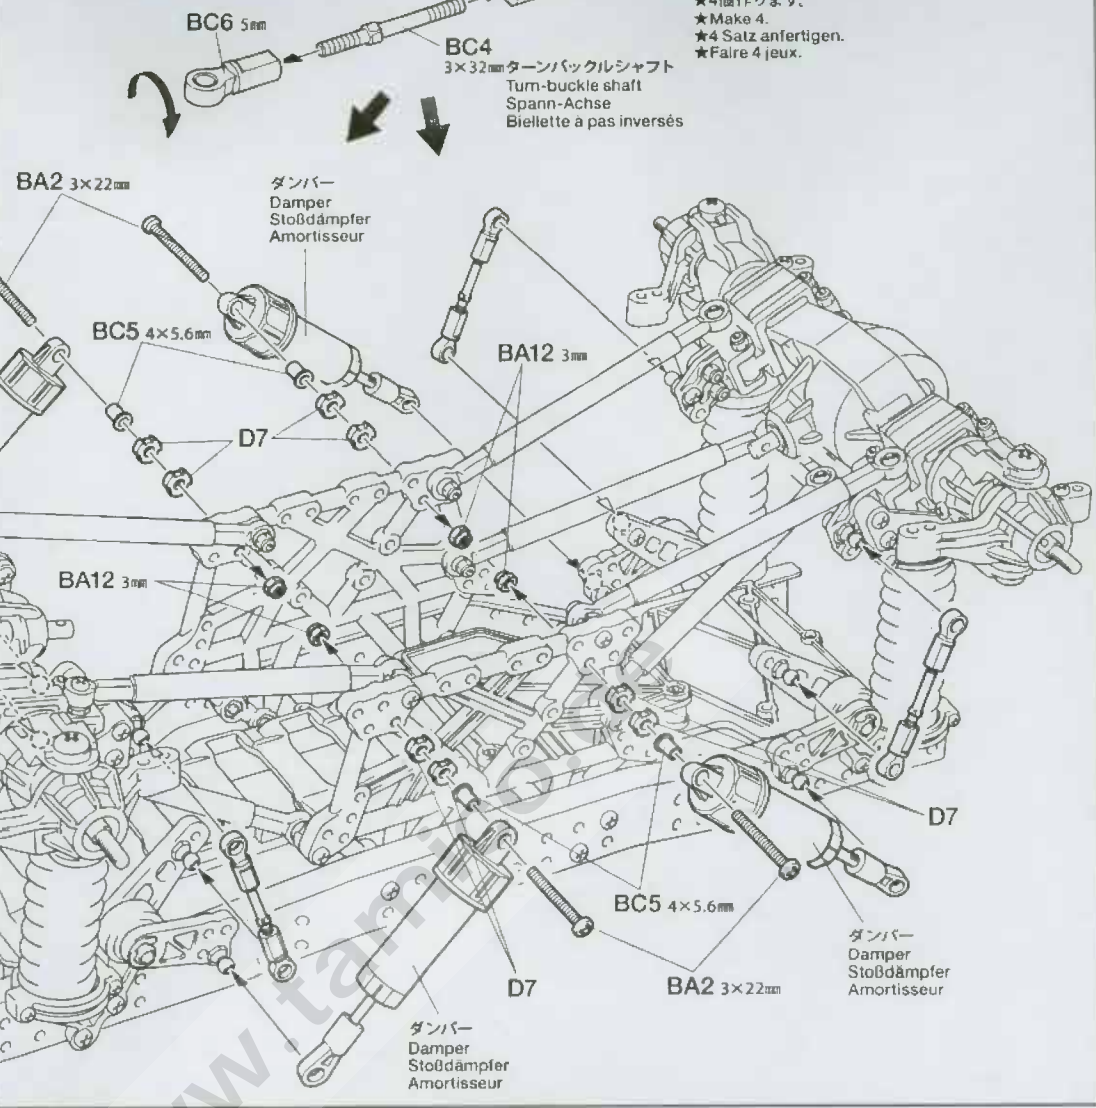 ★4個作ります。
★Make 4.
★4 Satz anfertigen.
★Faire 4 jeux.
BC6 5mm
BC4
3×32mmターンバックルシャフト
Turn-buckle shaft
Spann-Achse
Biellette à pas inversés
BA2 3×22mm
ダンパー
Damper
Stoßdämpfer
Amortisseur
BC5 4×5.6mm
BA12 3mm
D7
BA12 3mm
D7
BC5 4×5.6mm
BA2 3×22mm
D7
ダンパー
Damper
Stoßdämpfer
Amortisseur
ダンパー
Damper
Stoßdämpfer
Amortisseur
www.tamico.de